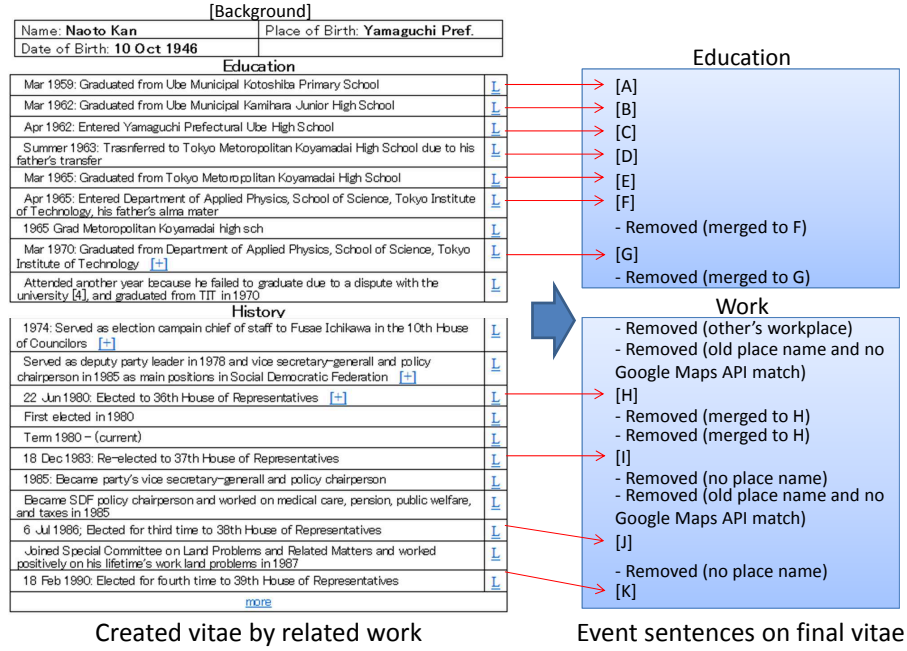 [Background]
Name: Naoto Kan
Place of Birth: Yamaguchi Pref.
Date of Birth: 10 Oct 1946
Education
Mar 1959: Graduated from Ube Municipal Kotoshiba Primary School L
Mar 1962: Graduated from Ube Municipal Kamihara Junior High School L
Apr 1962: Entered Yamaguchi Prefectural Ube High School L
Summer 1963: Trasnferred to Tokyo Metoropolitan Koyamadai High School due to his L
father's transfer
Mar 1965: Graduated from Tokyo Metoropolitan Koyamadai High School L
Apr 1965: Entered Department of Applied Physics, School of Science, Tokyo Institute L
of Technology, his father's alma mater
1965 Grad Metoropolitan Koyamadai high sch L
Mar 1970: Graduated from Department of Applied Physics, School of Science, Tokyo L
Institute of Technology [+]
Attended another year because he failed to graduate due to a dispute with the L
university [4], and graduated from TIT in 1970
History
1974: Served as election campain chief of staff to Fusae Ichikawa in the 10th House L
of Councilors [+]
Served as deputy party leader in 1978 and vice secretary-generall and policy L
chairperson in 1985 as main positions in Social Democratic Federation [+]
22 Jun 1980: Elected to 36th House of Representatives [+] L
First elected in 1980 L
Term 1980 – (current) L
18 Dec 1983: Re-elected to 37th House of Representatives L
1985: Became party's vice secretary-generall and policy chairperson L
Became SDF policy chairperson and worked on medical care, pension, public welfare, L
and taxes in 1985
6 Jul 1986; Elected for third time to 38th House of Representatives L
Joined Special Committee on Land Problems and Related Matters and worked L
positively on his lifetime's work land problems in 1987
18 Feb 1990: Elected for fourth time to 39th House of Representatives L
more
Created vitae by related work
Education
[A]
[B]
[C]
[D]
[E]
[F]
- Removed (merged to F)
[G]
- Removed (merged to G)
Work
- Removed (other's workplace)
- Removed (old place name and no
Google Maps API match)
[H]
- Removed (merged to H)
- Removed (merged to H)
[I]
- Removed (no place name)
- Removed (old place name and no
Google Maps API match)
[J]
- Removed (no place name)
[K]
Event sentences on final vitae